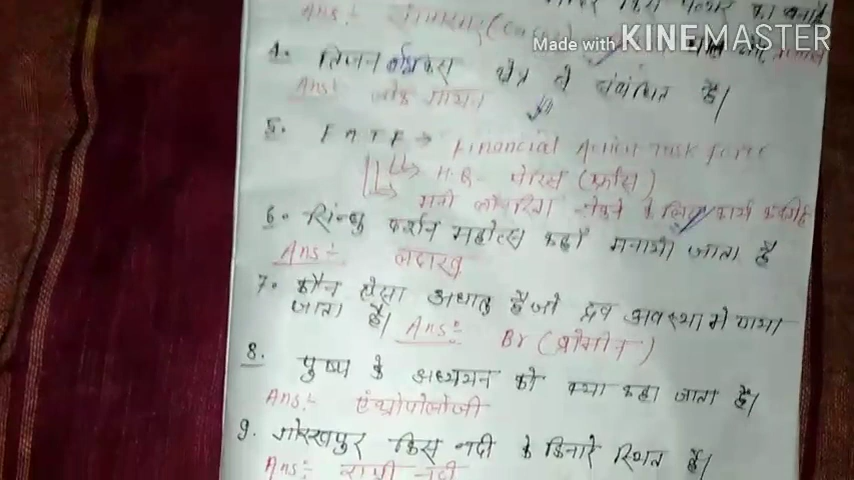 Ans:-
Made with KINEMASTER
4. तिजन बाई किस क्षेत्र से संबंधित है।
Ans: लोक गायन
5. FATF → Financial Action Task Force
H.Q - पेरिस (फ्रांस)
मनी लॉन्डरिंग रोकने के लिए कार्य
6. सिन्धु दर्शन महोत्स कहाँ मनाया जाता है
Ans:- लद्दाख
7. कौन ऐसा अधातु है जो द्रव अवस्था मे पाया
जाता है। Ans:- Br (ब्रोमीन)
8. पुष्प के अध्ययन को क्या कहा जाता है।
Ans:- एंथ्रोपोलोजी
9. गोरखपुर किस नदी के किनारे स्थित है।
Ans:- राप्ती नदी